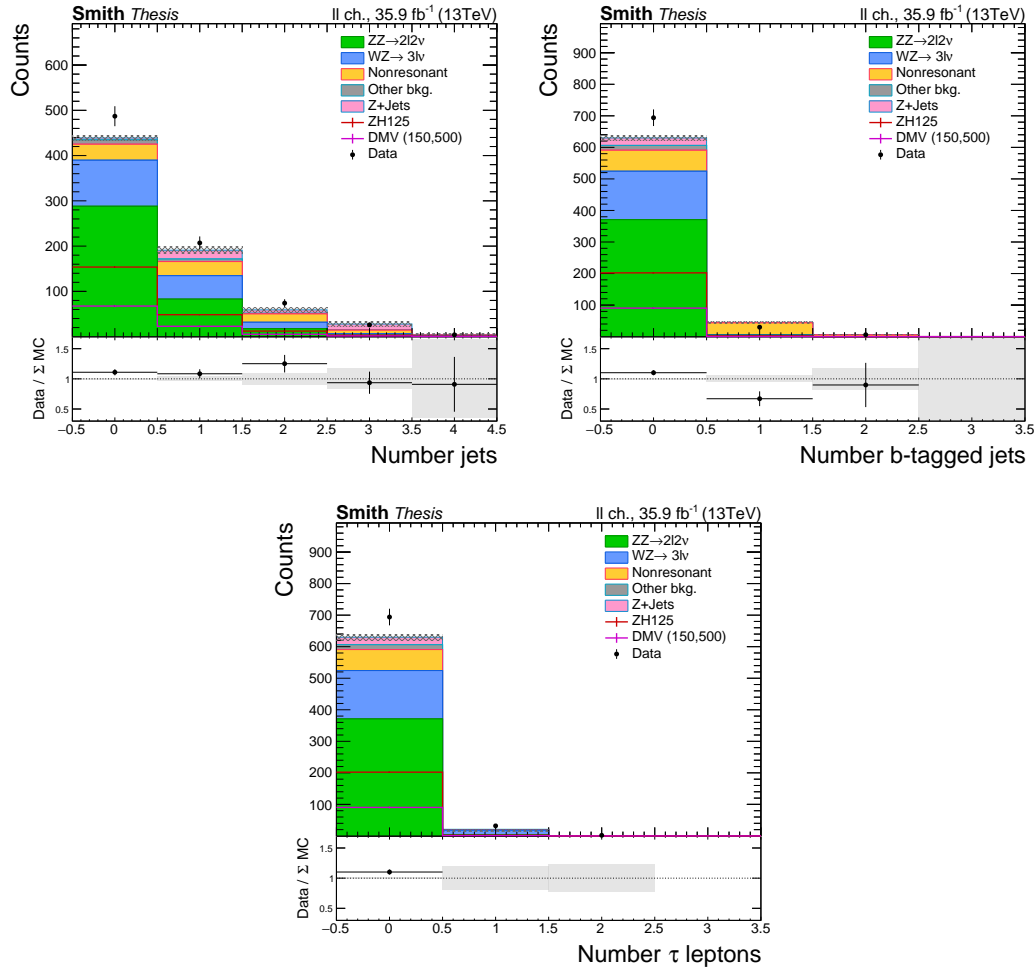 Smith Thesis ll ch., 35.9 fb⁻¹ (13TeV)
Counts
600
500
400
300
200
100
ZZ→2l2ν
WZ→ 3lν
Nonresonant
Other bkg.
Z+Jets
ZH125
DMV (150,500)
Data
Data / Σ MC
1.5
1
0.5
−0.5 0 0.5 1 1.5 2 2.5 3 3.5 4 4.5
Number jets
Smith Thesis ll ch., 35.9 fb⁻¹ (13TeV)
Counts
900
800
700
600
500
400
300
200
100
ZZ→2l2ν
WZ→ 3lν
Nonresonant
Other bkg.
Z+Jets
ZH125
DMV (150,500)
Data
Data / Σ MC
1.5
1
0.5
−0.5 0 0.5 1 1.5 2 2.5 3 3.5
Number b-tagged jets
Smith Thesis ll ch., 35.9 fb⁻¹ (13TeV)
Counts
900
800
700
600
500
400
300
200
100
ZZ→2l2ν
WZ→ 3lν
Nonresonant
Other bkg.
Z+Jets
ZH125
DMV (150,500)
Data
Data / Σ MC
1.5
1
0.5
−0.5 0 0.5 1 1.5 2 2.5 3 3.5
Number τ leptons